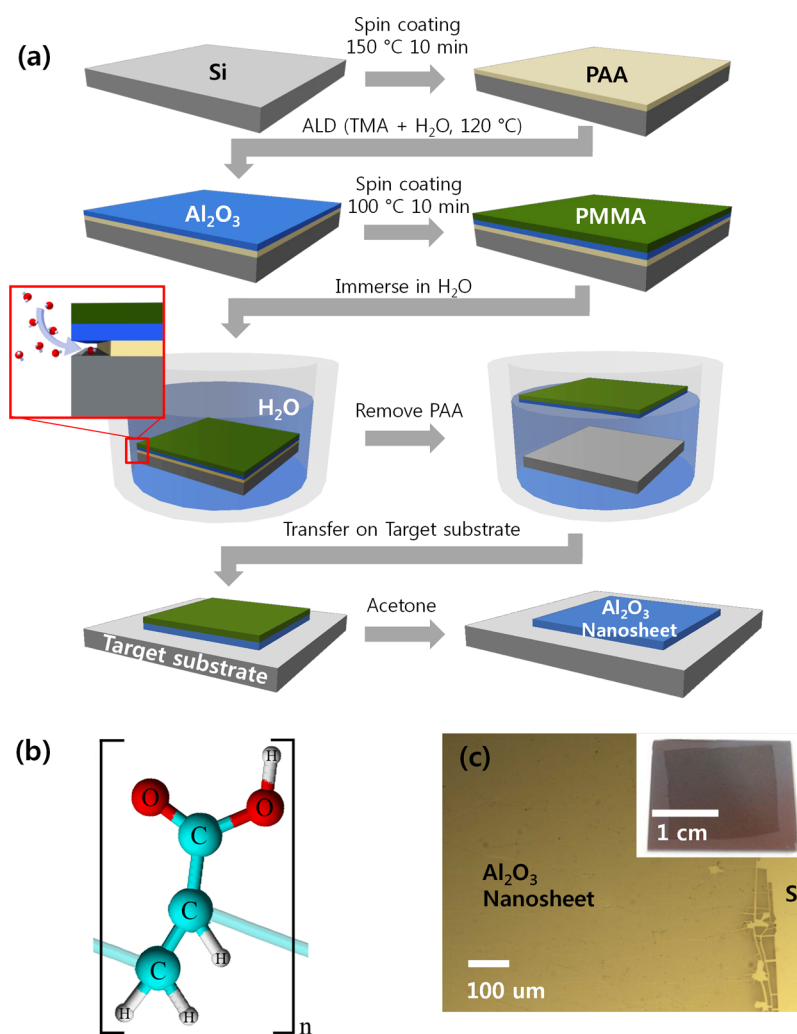 (a)
Si
Spin coating
150 °C 10 min
PAA
ALD (TMA + H₂O, 120 °C)
Al₂O₃
Spin coating
100 °C 10 min
PMMA
Immerse in H₂O
H₂O
Remove PAA
Transfer on Target substrate
Target substrate
Acetone
Al₂O₃
Nanosheet
(b)
H
O
O
C
C
H
C
H
H
n
(c)
1 cm
Al₂O₃
Nanosheet
S
100 um